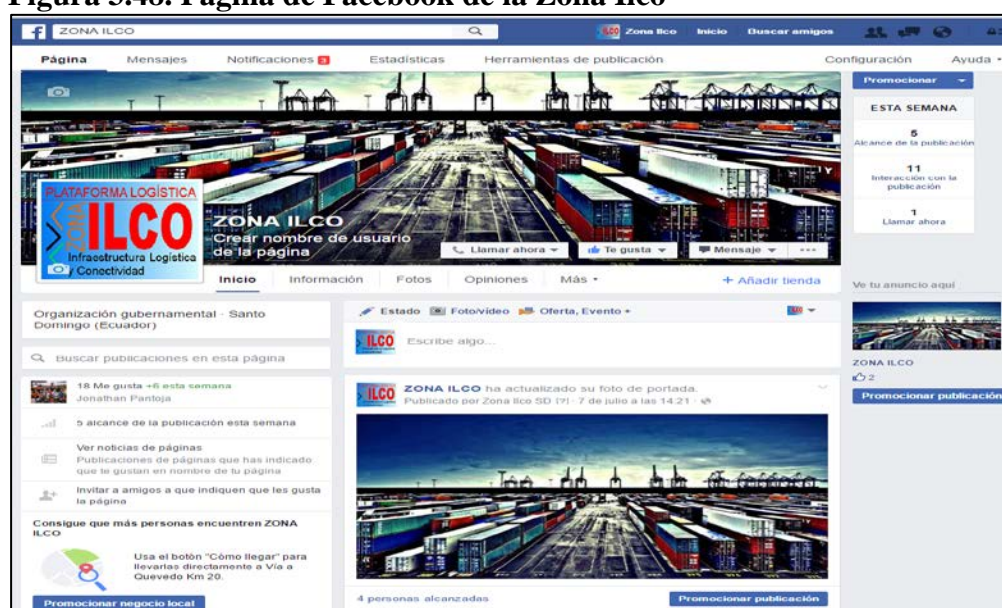 Figura 3.48. Página de Facebook de la Zona Ilco
ZONA ILCO
Zona Ilco Inicio Buscar amigos
Página Mensajes Notificaciones 3 Estadísticas Herramientas de publicación Configuración Ayuda
PLATAFORMA LOGÍSTICA
ZONA
ILCO
Infraestructura Logística
y Conectividad
ZONA ILCO
Crear nombre de usuario
de la página
Llamar ahora Te gusta Mensaje
Inicio Información Fotos Opiniones Más + Añadir tienda
Promocionar
ESTA SEMANA
5
Alcance de la publicación
11
Interacción con la
publicación
1
Llamar ahora
Ve tu anuncio aquí
ZONA ILCO
2
Promocionar publicación
Organización gubernamental · Santo
Domingo (Ecuador)
Buscar publicaciones en esta página
18 Me gusta +6 esta semana
Jonathan Pantoja
5 alcance de la publicación esta semana
Ver noticias de páginas
Publicaciones de páginas que has indicado
que te gustan en nombre de tu página
Invitar a amigos a que indiquen que les gusta
la página
Consigue que más personas encuentren ZONA
ILCO
Usa el botón "Cómo llegar" para
llevarlas directamente a Vía a
Quevedo Km 20.
Promocionar negocio local
Estado Foto/vídeo Oferta, Evento +
ILCO
Escribe algo...
ILCO
ZONA ILCO ha actualizado su foto de portada.
Publicado por Zona Ilco SD [?] · 7 de julio a las 14:21 ·
4 personas alcanzadas
Promocionar publicación